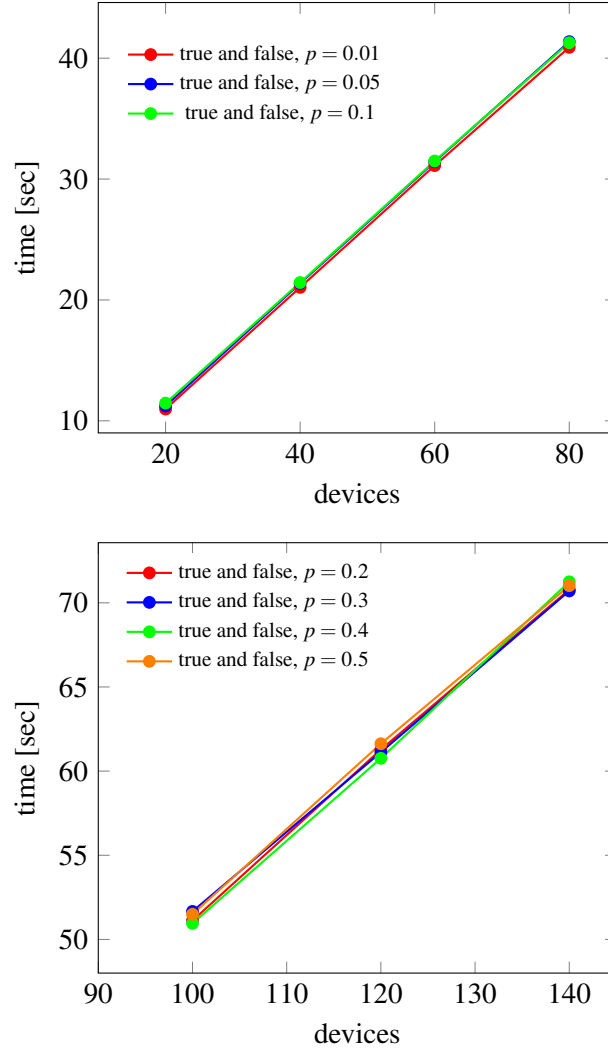 40
30
20
10
time [sec]
true and false, p = 0.01
true and false, p = 0.05
true and false, p = 0.1
20 40 60 80
devices
70
65
60
55
50
time [sec]
true and false, p = 0.2
true and false, p = 0.3
true and false, p = 0.4
true and false, p = 0.5
90 100 110 120 130 140
devices